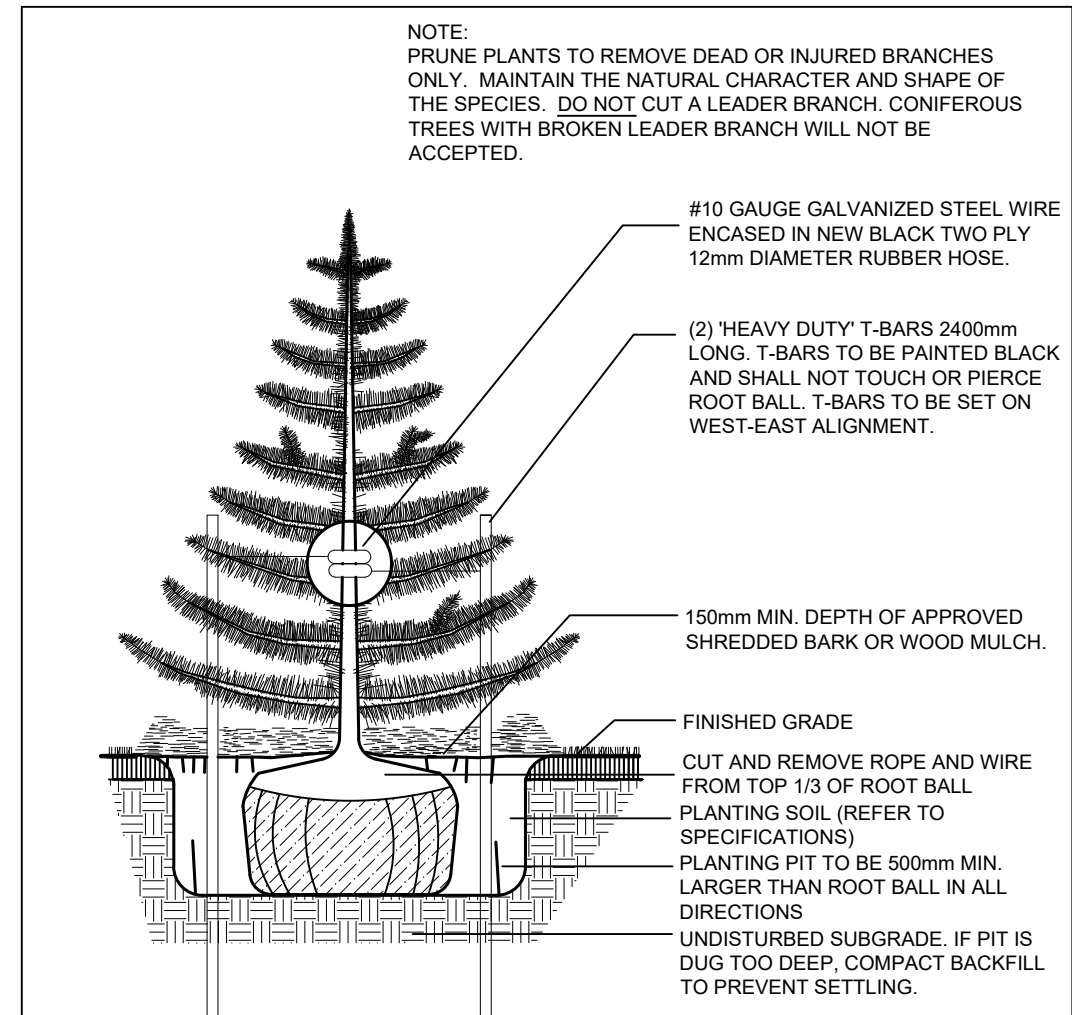 NOTE:
PRUNE PLANTS TO REMOVE DEAD OR INJURED BRANCHES
ONLY. MAINTAIN THE NATURAL CHARACTER AND SHAPE OF
THE SPECIES. DO NOT CUT A LEADER BRANCH. CONIFEROUS
TREES WITH BROKEN LEADER BRANCH WILL NOT BE
ACCEPTED.
#10 GAUGE GALVANIZED STEEL WIRE
ENCASED IN NEW BLACK TWO PLY
12mm DIAMETER RUBBER HOSE.
(2) 'HEAVY DUTY' T-BARS 2400mm
LONG. T-BARS TO BE PAINTED BLACK
AND SHALL NOT TOUCH OR PIERCE
ROOT BALL. T-BARS TO BE SET ON
WEST-EAST ALIGNMENT.
150mm MIN. DEPTH OF APPROVED
SHREDDED BARK OR WOOD MULCH.
FINISHED GRADE
CUT AND REMOVE ROPE AND WIRE
FROM TOP 1/3 OF ROOT BALL
PLANTING SOIL (REFER TO
SPECIFICATIONS)
PLANTING PIT TO BE 500mm MIN.
LARGER THAN ROOT BALL IN ALL
DIRECTIONS
UNDISTURBED SUBGRADE. IF PIT IS
DUG TOO DEEP, COMPACT BACKFILL
TO PREVENT SETTLING.